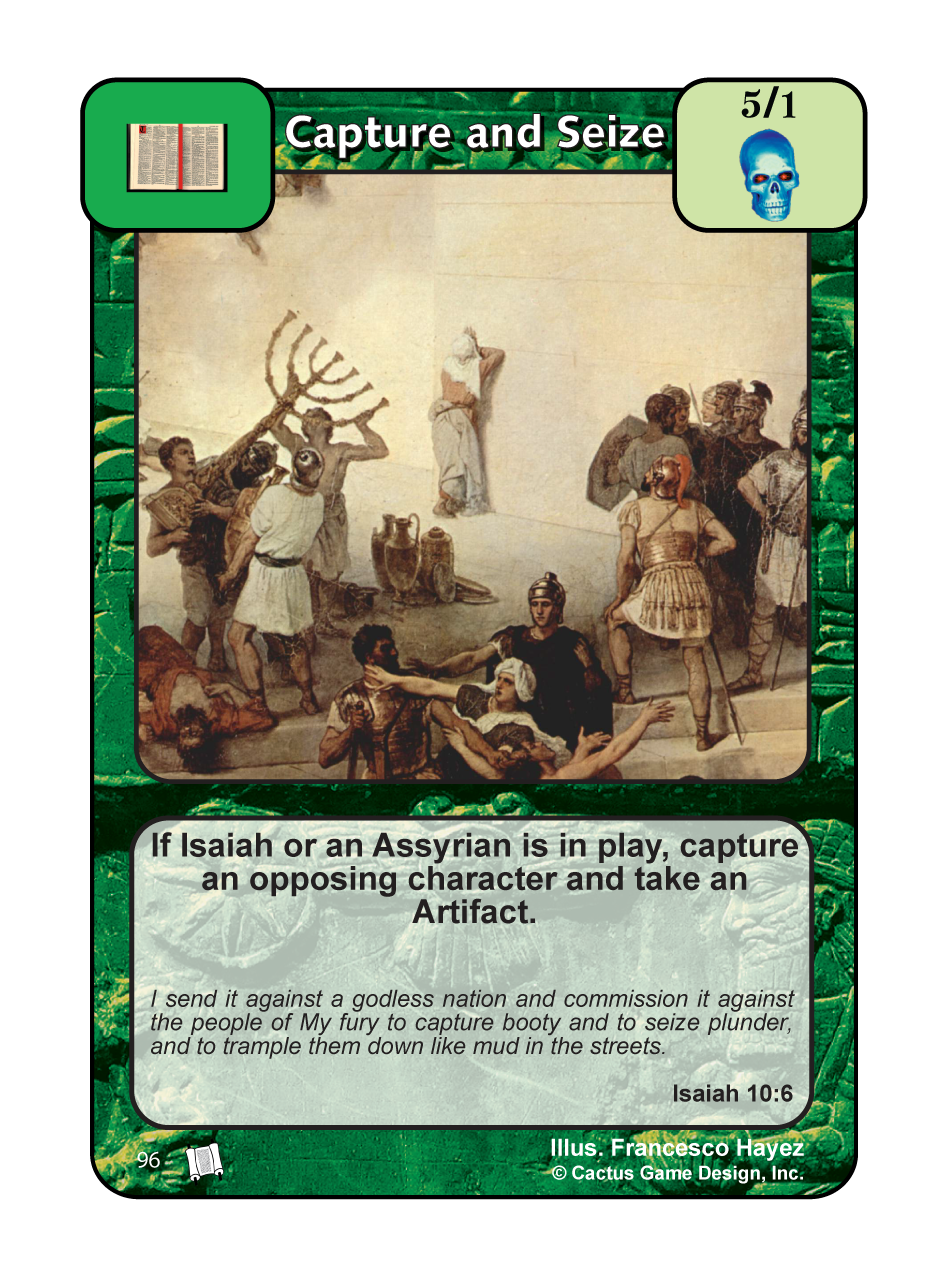 Capture and Seize
5/1
If Isaiah or an Assyrian is in play, capture
an opposing character and take an
Artifact.
I send it against a godless nation and commission it against
the people of My fury to capture booty and to seize plunder,
and to trample them down like mud in the streets.
Isaiah 10:6
Illus. Francesco Hayez
96
© Cactus Game Design, Inc.